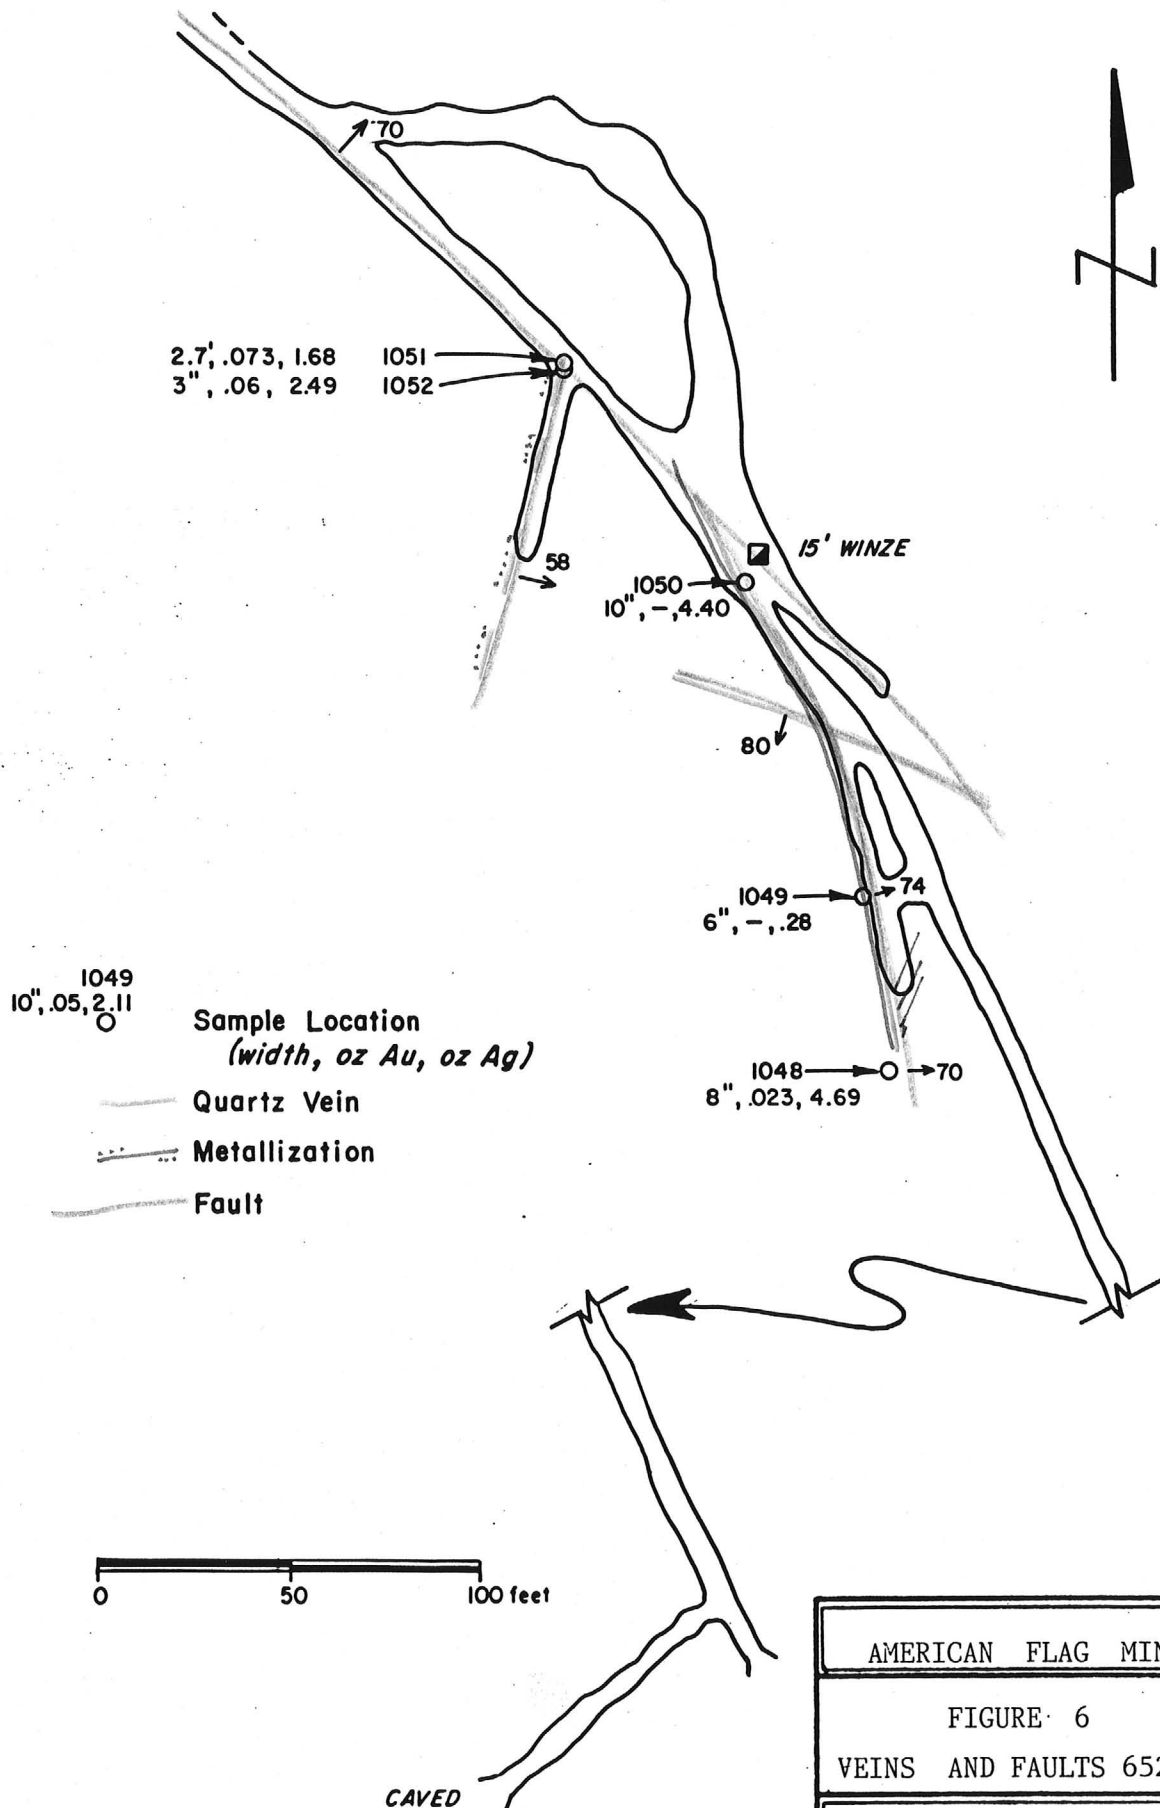 70
N
2.7', .073, 1.68 1051
3", .06, 2.49 1052
15' WINZE
58
1050
10", –, 4.40
80
1049 74
6", –, .28
1049
10", .05, 2.11
Sample Location
(width, oz Au, oz Ag)
1048 70
8", .023, 4.69
Quartz Vein
Metallization
Fault
0 50 100 feet
AMERICAN FLAG MIN
FIGURE 6
VEINS AND FAULTS 652
CAVED